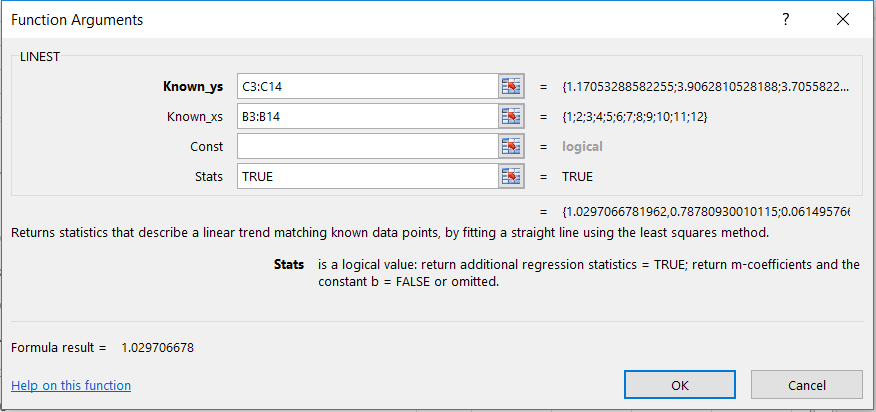 Function Arguments ? ×
LINEST
Known_ys C3:C14 = {1.17053288582255;3.9062810528188;3.7055822...
Known_xs B3:B14 = {1;2;3;4;5;6;7;8;9;10;11;12}
Const = logical
Stats TRUE = TRUE
= {1.0297066781962,0.78780930010115;0.06149576
Returns statistics that describe a linear trend matching known data points, by fitting a straight line using the least squares method.
Stats is a logical value: return additional regression statistics = TRUE; return m-coefficients and the
constant b = FALSE or omitted.
Formula result = 1.029706678
Help on this function OK Cancel